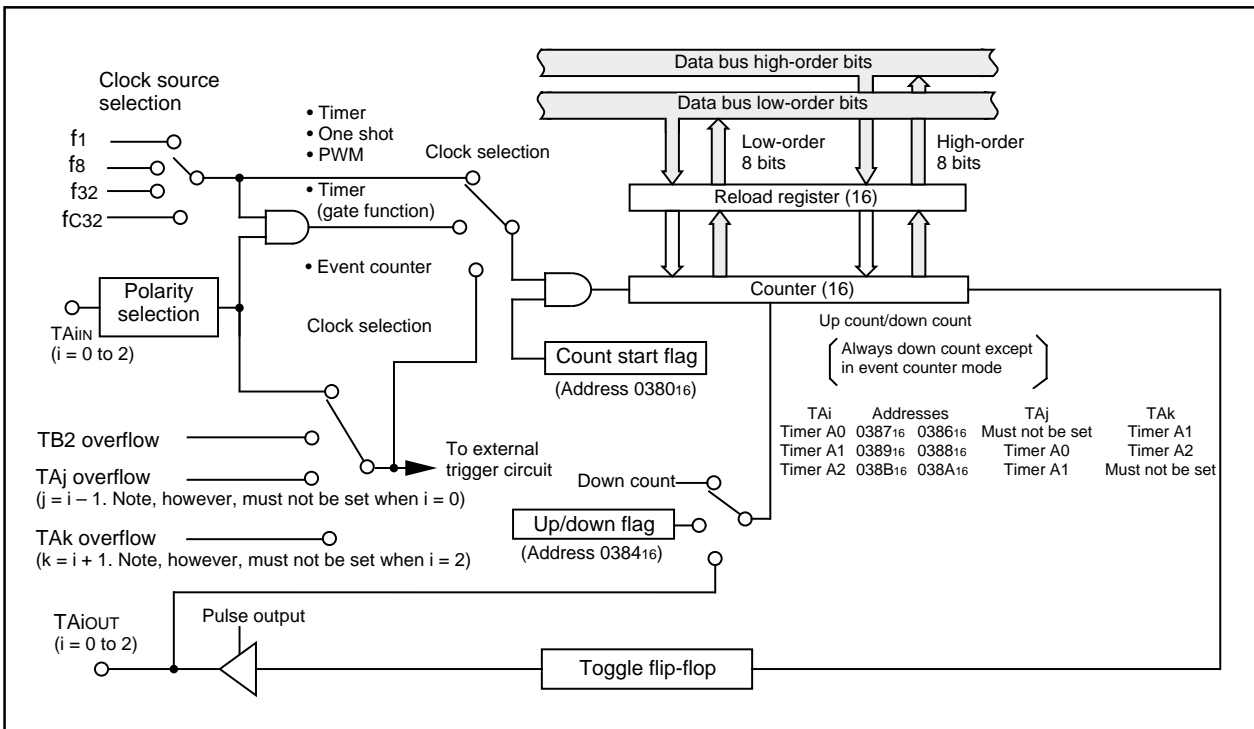 Clock source
selection
f1
f8
f32
fC32
• Timer
• One shot
• PWM
• Timer
(gate function)
• Event counter
Clock selection
Data bus high-order bits
Data bus low-order bits
Low-order
8 bits
High-order
8 bits
Reload register (16)
Counter (16)
Polarity
selection
TAiIN
(i = 0 to 2)
Clock selection
Count start flag
(Address 038016)
Up count/down count
Always down count except
in event counter mode
TAi Addresses TAj TAk
Timer A0 038716 038616 Must not be set Timer A1
Timer A1 038916 038816 Timer A0 Timer A2
Timer A2 038B16 038A16 Timer A1 Must not be set
TB2 overflow
TAj overflow
(j = i – 1. Note, however, must not be set when i = 0)
TAk overflow
(k = i + 1. Note, however, must not be set when i = 2)
To external
trigger circuit
Down count
Up/down flag
(Address 038416)
TAiOUT
(i = 0 to 2)
Pulse output
Toggle flip-flop